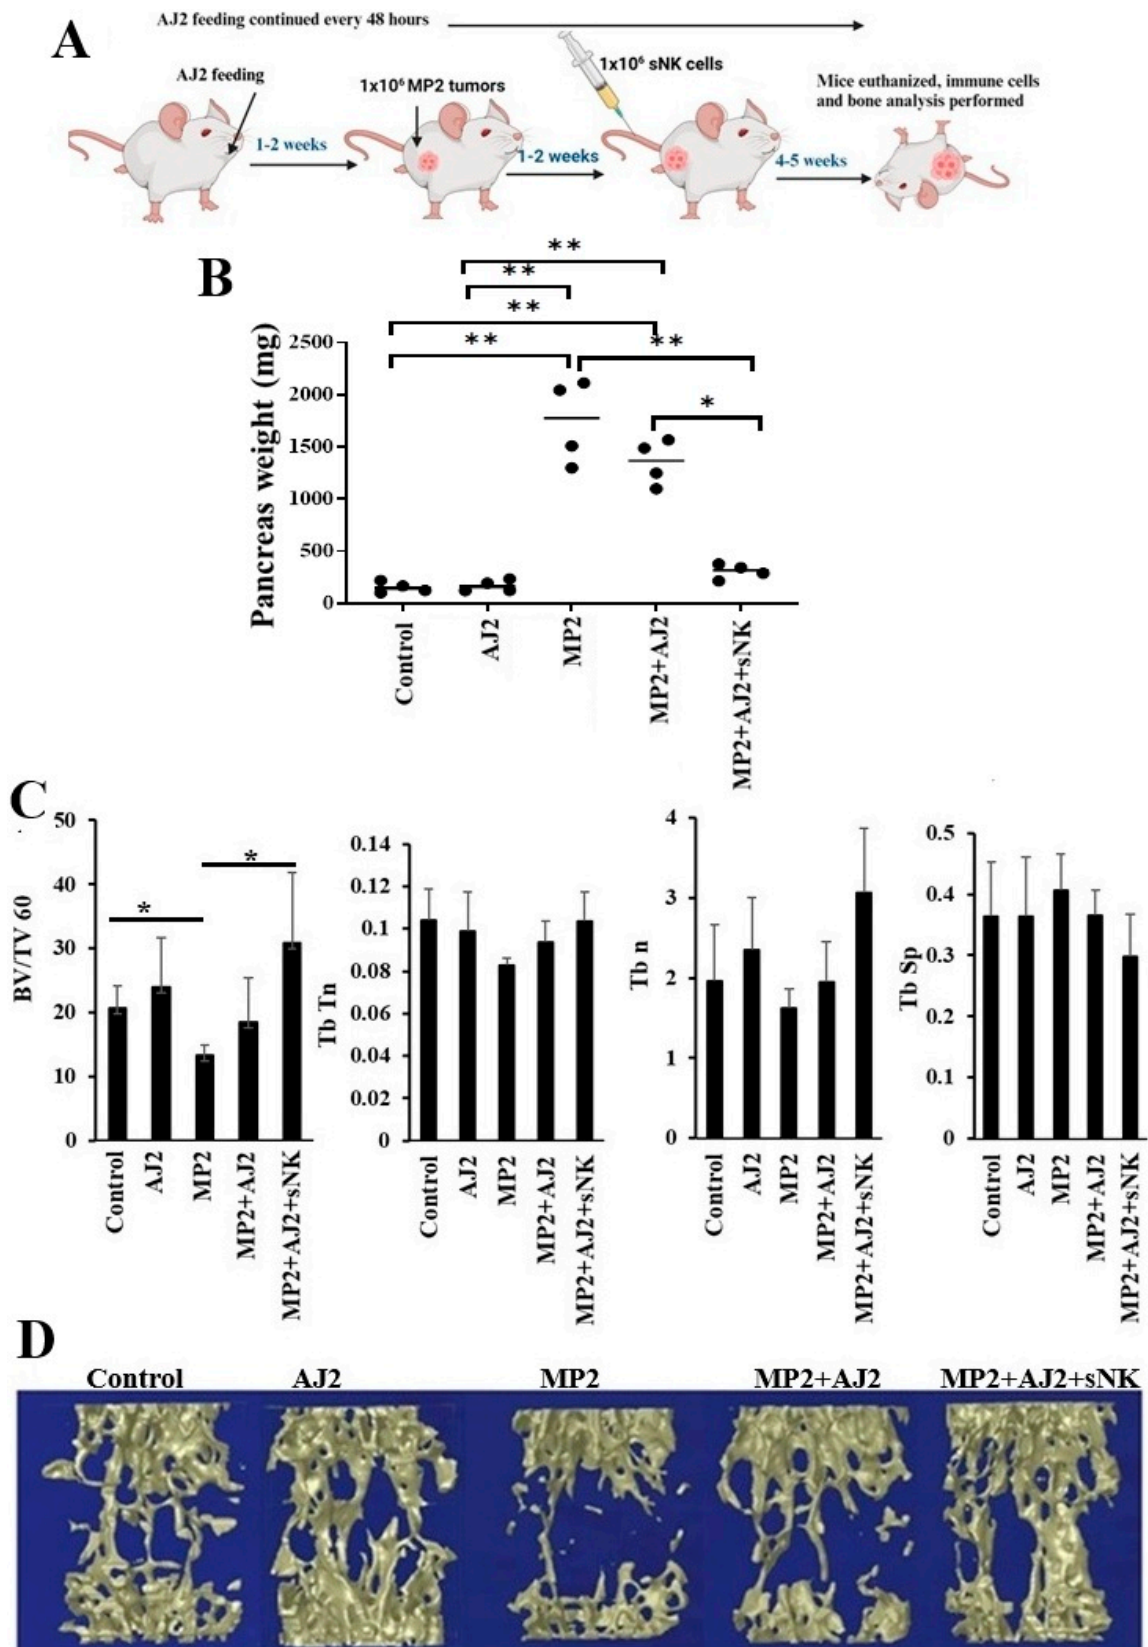 A
AJ2 feeding continued every 48 hours
AJ2 feeding
1x10⁶ MP2 tumors
1x10⁶ sNK cells
Mice euthanized, immune cells
and bone analysis performed
1-2 weeks
1-2 weeks
4-5 weeks
B
**
**
**
**
**
*
Pancreas weight (mg)
2500
2000
1500
1000
500
0
Control
AJ2
MP2
MP2+AJ2
MP2+AJ2+sNK
C
BV/TV 60
50
40
30
20
10
0
*
*
Control
AJ2
MP2
MP2+AJ2
MP2+AJ2+sNK
Tb Tn
0.14
0.12
0.1
0.08
0.06
0.04
0.02
0
Control
AJ2
MP2
MP2+AJ2
MP2+AJ2+sNK
Tb n
4
3
2
1
0
Control
AJ2
MP2
MP2+AJ2
MP2+AJ2+sNK
Tb Sp
0.5
0.4
0.3
0.2
0.1
0
Control
AJ2
MP2
MP2+AJ2
MP2+AJ2+sNK
D
Control
AJ2
MP2
MP2+AJ2
MP2+AJ2+sNK